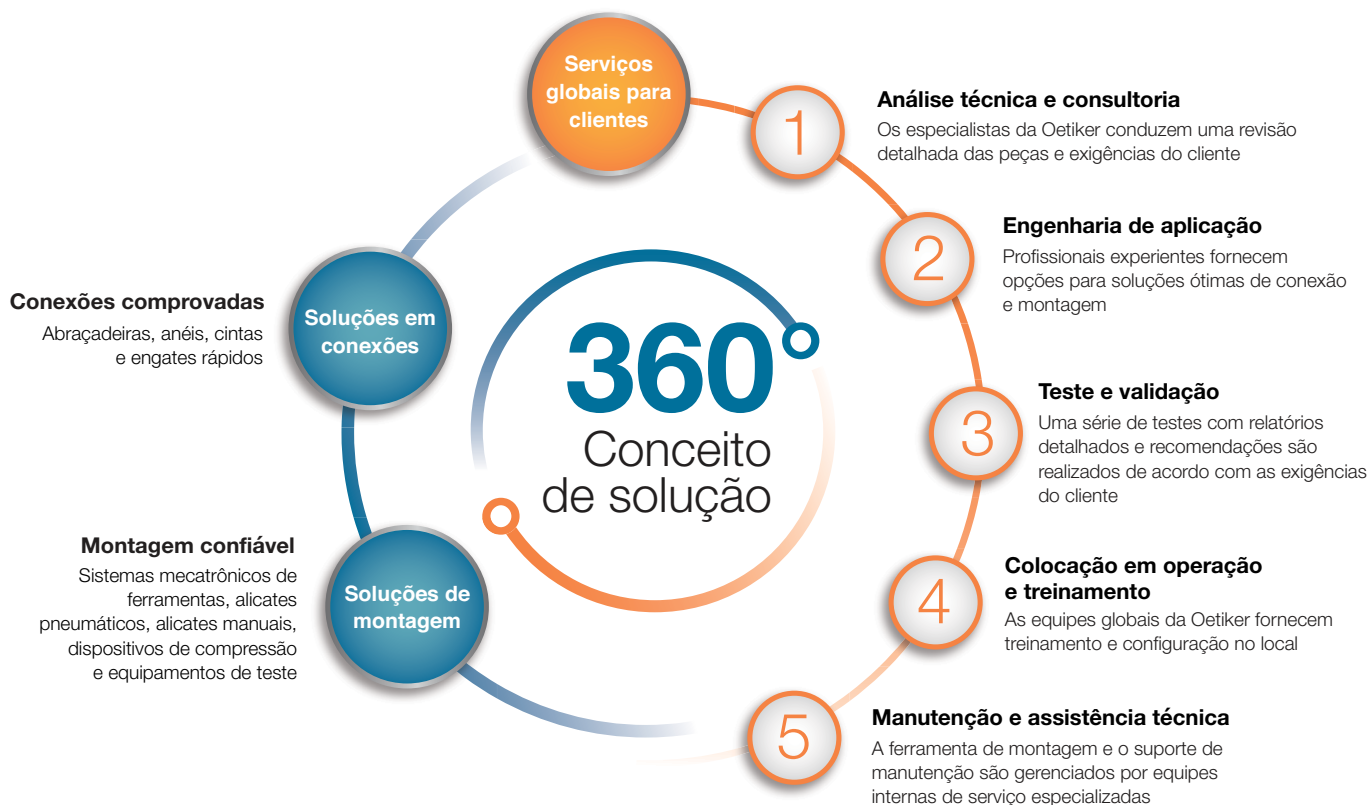 Serviços
globais para
clientes
1
Análise técnica e consultoria
Os especialistas da Oetiker conduzem uma revisão
detalhada das peças e exigências do cliente
2
Engenharia de aplicação
Profissionais experientes fornecem
opções para soluções ótimas de conexão
e montagem
3
Teste e validação
Uma série de testes com relatórios
detalhados e recomendações são
realizados de acordo com as exigências
do cliente
4
Colocação em operação
e treinamento
As equipes globais da Oetiker fornecem
treinamento e configuração no local
5
Manutenção e assistência técnica
A ferramenta de montagem e o suporte de
manutenção são gerenciados por equipes
internas de serviço especializadas
Soluções em
conexões
Conexões comprovadas
Abraçadeiras, anéis, cintas
e engates rápidos
Soluções de
montagem
Montagem confiável
Sistemas mecatrônicos de
ferramentas, alicates
pneumáticos, alicates manuais,
dispositivos de compressão
e equipamentos de teste
360°
Conceito
de solução